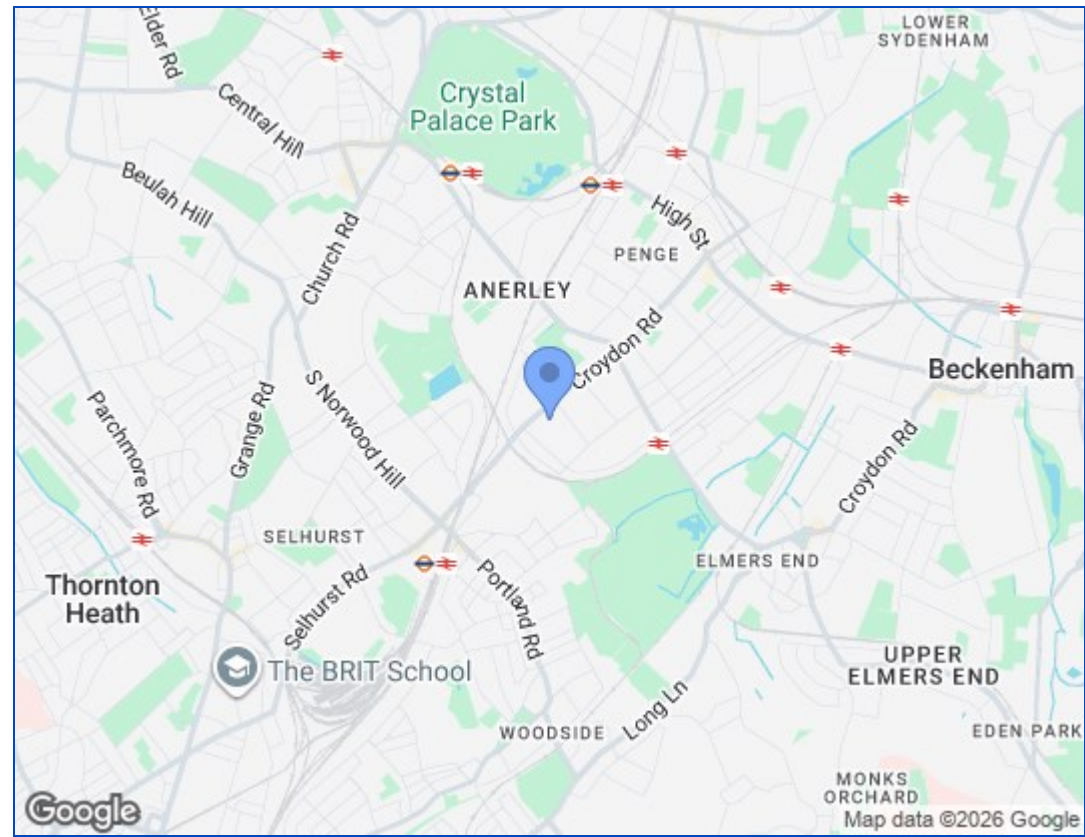 LOWER
SYDENHAM
Elder Rd
Central Hill
Crystal
Palace Park
Beulah Hill
Church Rd
High St
PENGE
ANERLEY
Croydon Rd
Beckenham
S Norwood Hill
Parchmore Rd
Grange Rd
Croydon Rd
SELHURST
ELMERS END
Thornton
Heath
Selhurst Rd
Portland Rd
The BRIT School
UPPER
ELMERS END
Long Ln
WOODSIDE
EDEN PARK
MONKS
ORCHARD
Google
Map data ©2026 Google